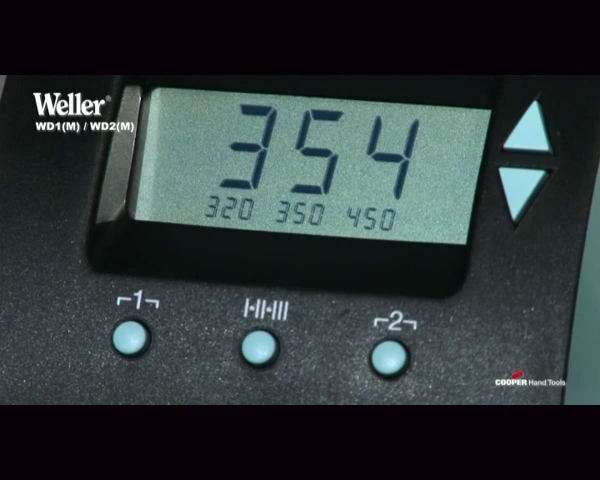 Weller®
WD1(M) / WD2(M)
354
320 350 450
1
I-II-III
2
COOPER Hand Tools